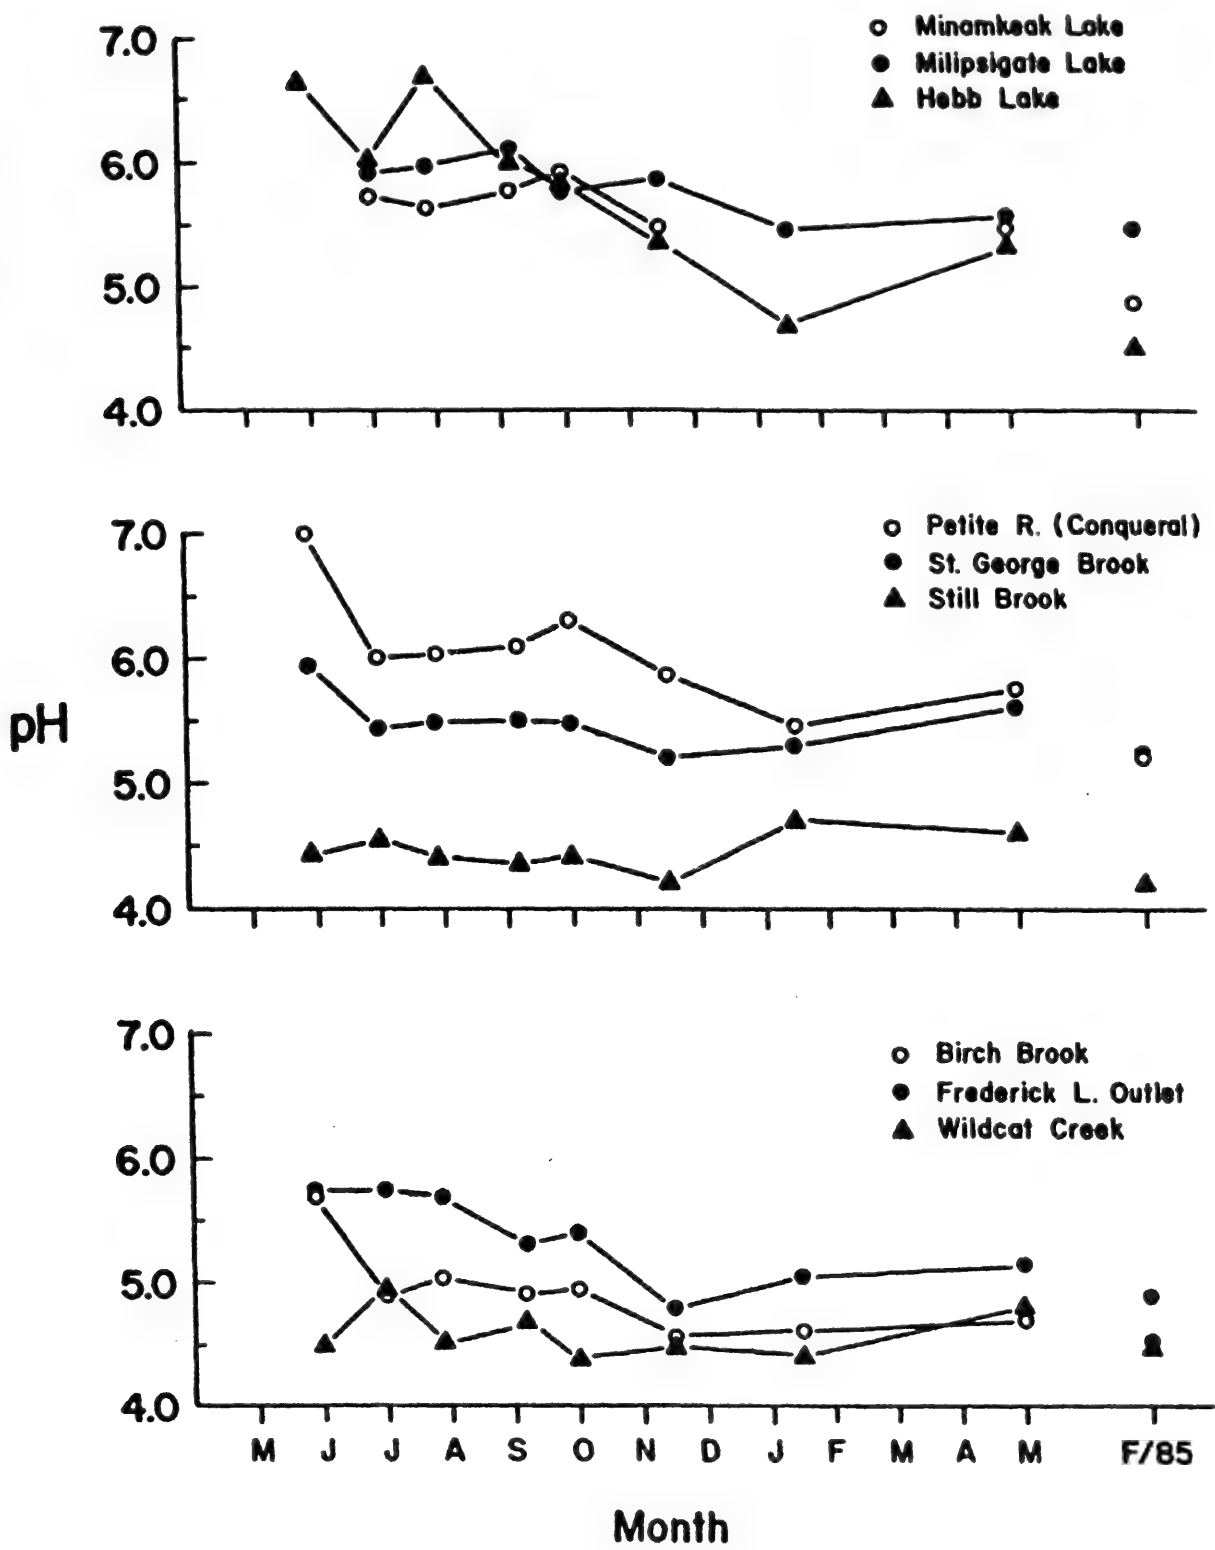 7.0
6.0
5.0
4.0
Minamkeak Lake
Milipsigate Lake
Hebb Lake
pH
7.0
6.0
5.0
4.0
Petite R. (Conqueral)
St. George Brook
Still Brook
7.0
6.0
5.0
4.0
Birch Brook
Frederick L. Outlet
Wildcat Creek
M J J A S O N D J F M A M F/85
Month